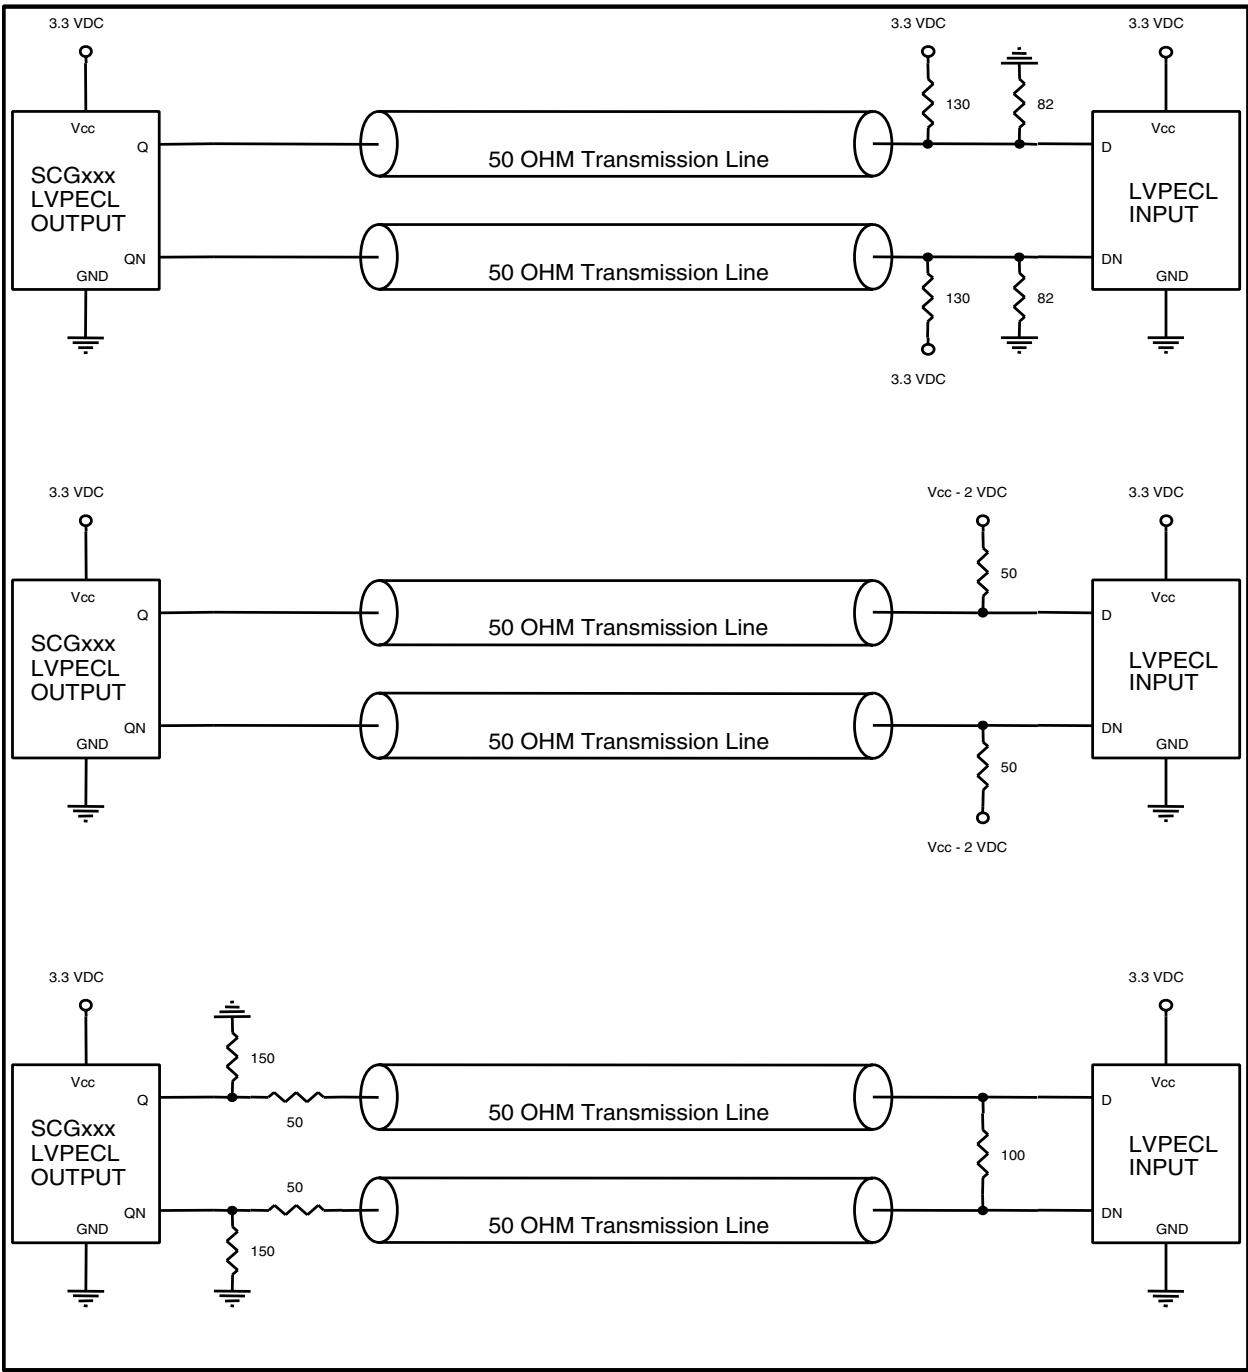 3.3 VDC
3.3 VDC
3.3 VDC
130
82
Vcc
Vcc
Q
50 OHM Transmission Line
D
SCGxxx
LVPECL
OUTPUT
LVPECL
INPUT
QN
50 OHM Transmission Line
DN
GND
GND
130
82
3.3 VDC
3.3 VDC
Vcc - 2 VDC
3.3 VDC
50
Vcc
Vcc
Q
50 OHM Transmission Line
D
SCGxxx
LVPECL
OUTPUT
LVPECL
INPUT
QN
50 OHM Transmission Line
DN
GND
GND
50
Vcc - 2 VDC
3.3 VDC
3.3 VDC
150
Vcc
Vcc
Q
50
50 OHM Transmission Line
D
SCGxxx
LVPECL
OUTPUT
100
LVPECL
INPUT
50
QN
50 OHM Transmission Line
DN
GND
GND
150